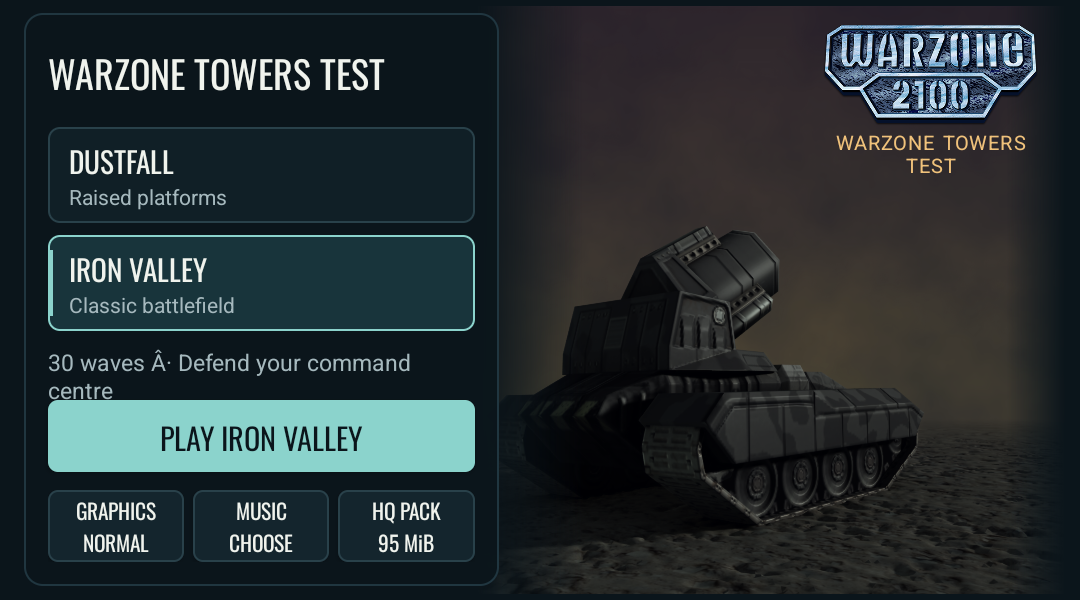 WARZONE TOWERS TEST
DUSTFALL
Raised platforms
IRON VALLEY
Classic battlefield
30 waves Â· Defend your command
centre
PLAY IRON VALLEY
GRAPHICS
NORMAL
MUSIC
CHOOSE
HQ PACK
95 MiB
WARZONE
2100
WARZONE TOWERS
TEST